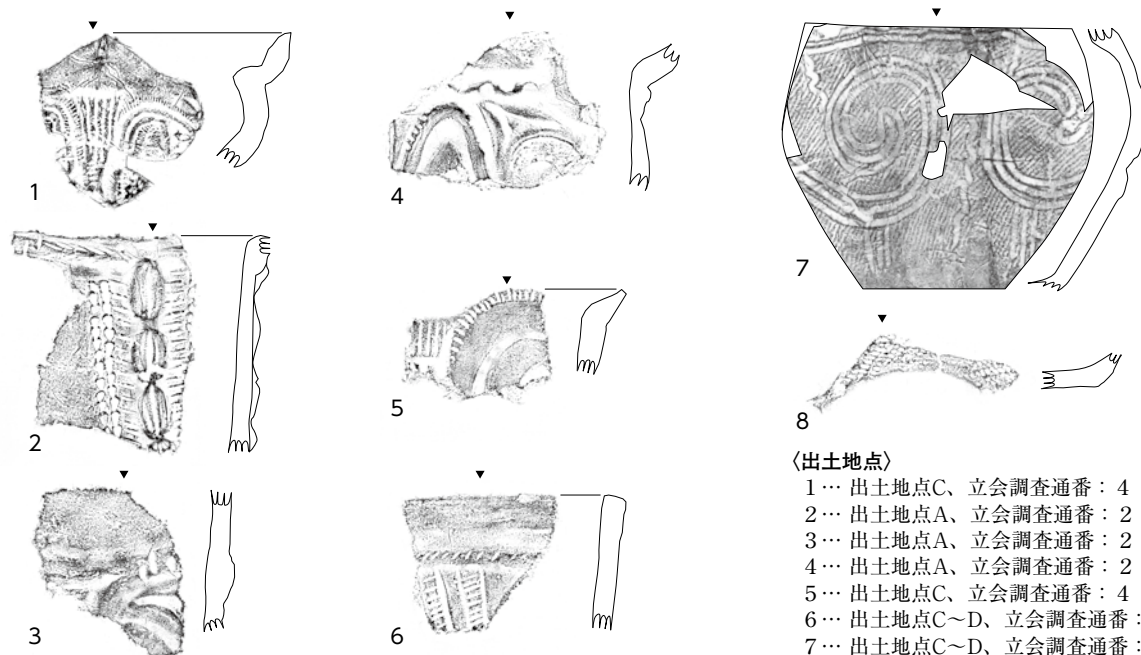 1
2
3
4
5
6
7
8
〈出土地点〉
1… 出土地点C、立会調査通番：4
2… 出土地点A、立会調査通番：2
3… 出土地点A、立会調査通番：2
4… 出土地点A、立会調査通番：2
5… 出土地点C、立会調査通番：4
6… 出土地点C～D、立会調査通番：
7… 出土地点C～D、立会調査通番：